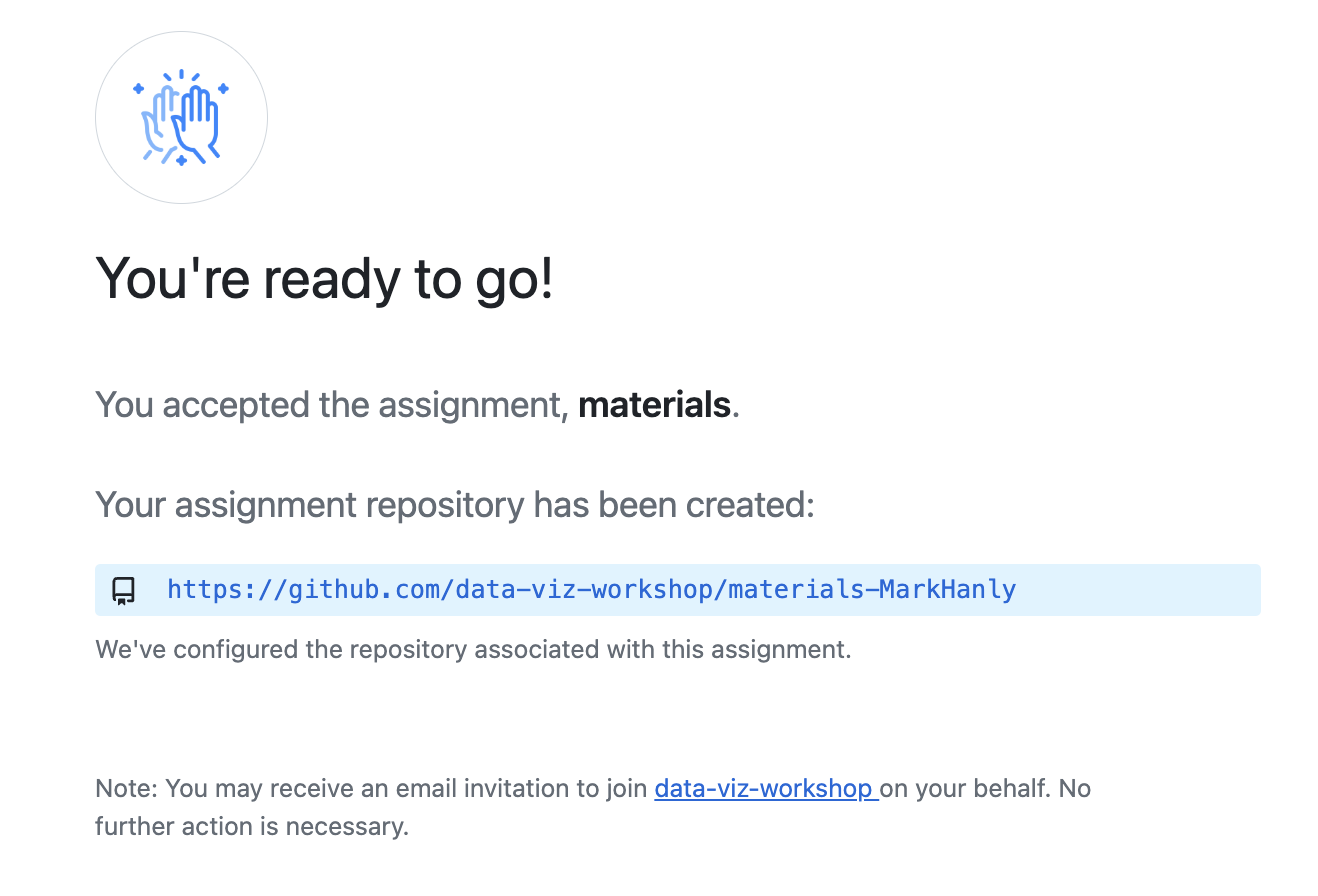 You're ready to go!
You accepted the assignment, materials.
Your assignment repository has been created:
https://github.com/data-viz-workshop/materials-MarkHanly
We've configured the repository associated with this assignment.
Note: You may receive an email invitation to join data-viz-workshop on your behalf. No
further action is necessary.